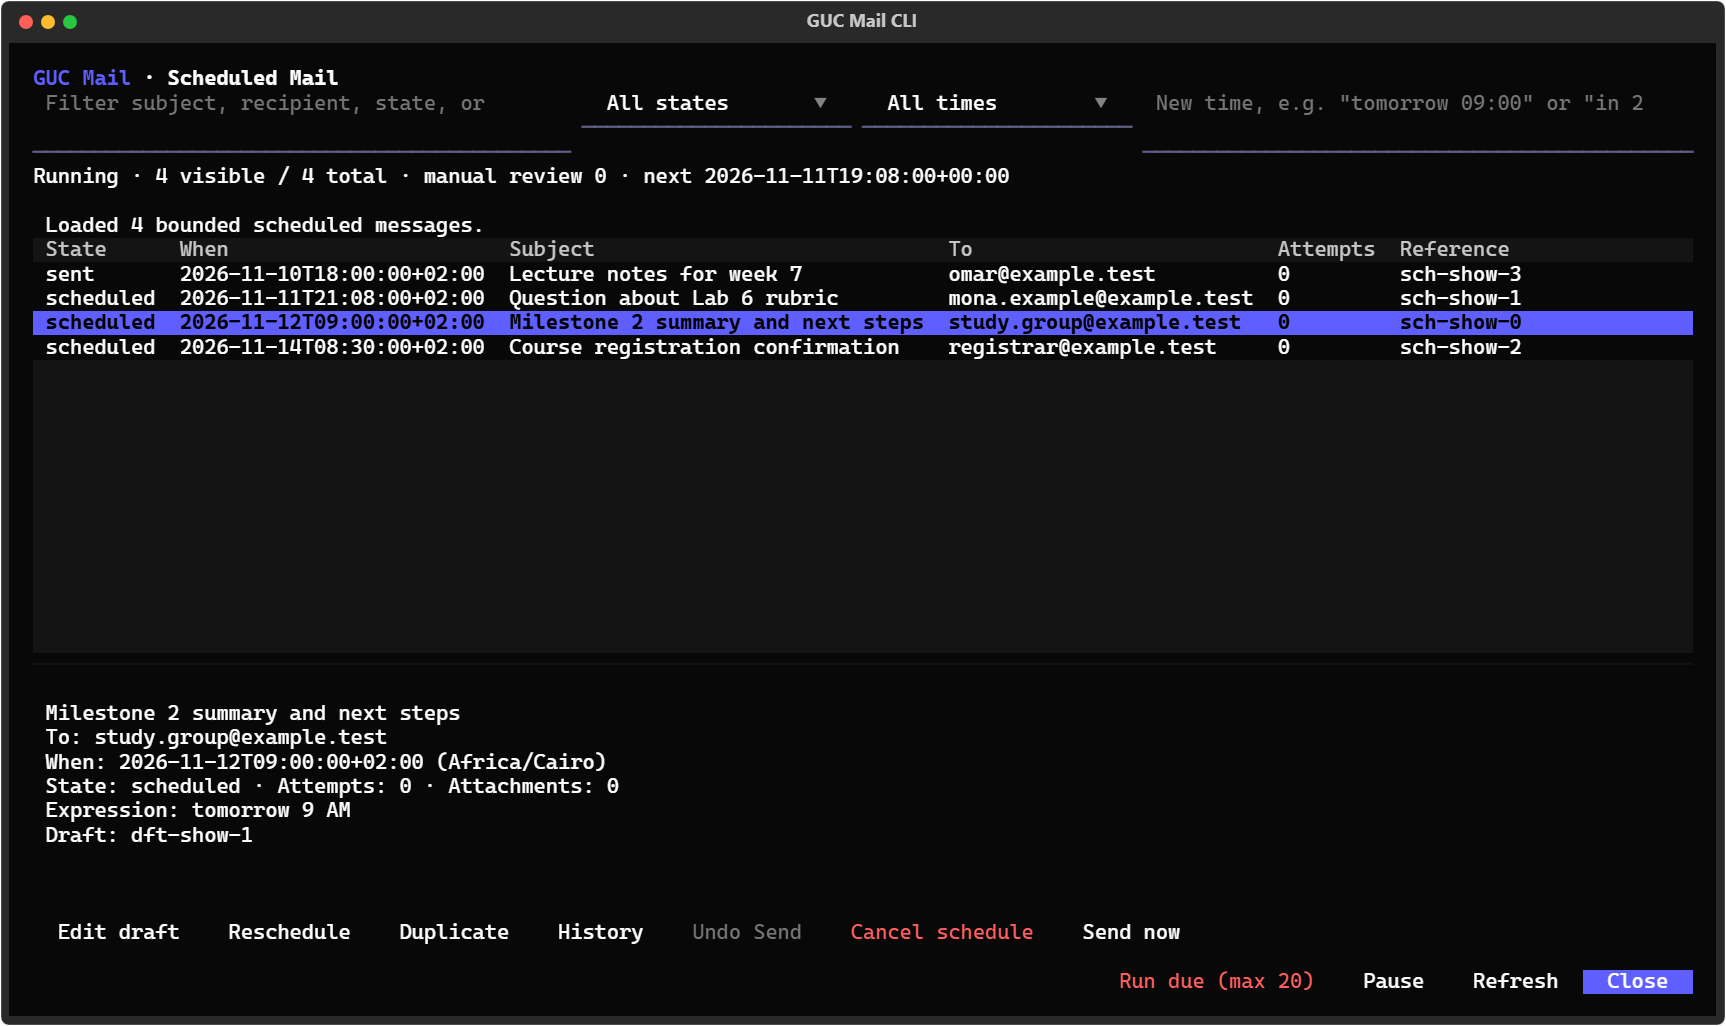 GUC Mail CLI
GUC Mail · Scheduled Mail
Filter subject, recipient, state, or All states ▼ All times ▼ New time, e.g. "tomorrow 09:00" or "in 2
Running · 4 visible / 4 total · manual review 0 · next 2026-11-11T19:08:00+00:00
Loaded 4 bounded scheduled messages.
State When Subject To Attempts Reference
sent 2026-11-10T18:00:00+02:00 Lecture notes for week 7 omar@example.test 0 sch-show-3
scheduled 2026-11-11T21:08:00+02:00 Question about Lab 6 rubric mona.example@example.test 0 sch-show-1
scheduled 2026-11-12T09:00:00+02:00 Milestone 2 summary and next steps study.group@example.test 0 sch-show-0
scheduled 2026-11-14T08:30:00+02:00 Course registration confirmation registrar@example.test 0 sch-show-2
Milestone 2 summary and next steps
To: study.group@example.test
When: 2026-11-12T09:00:00+02:00 (Africa/Cairo)
State: scheduled · Attempts: 0 · Attachments: 0
Expression: tomorrow 9 AM
Draft: dft-show-1
Edit draft Reschedule Duplicate History Undo Send Cancel schedule Send now
Run due (max 20) Pause Refresh Close